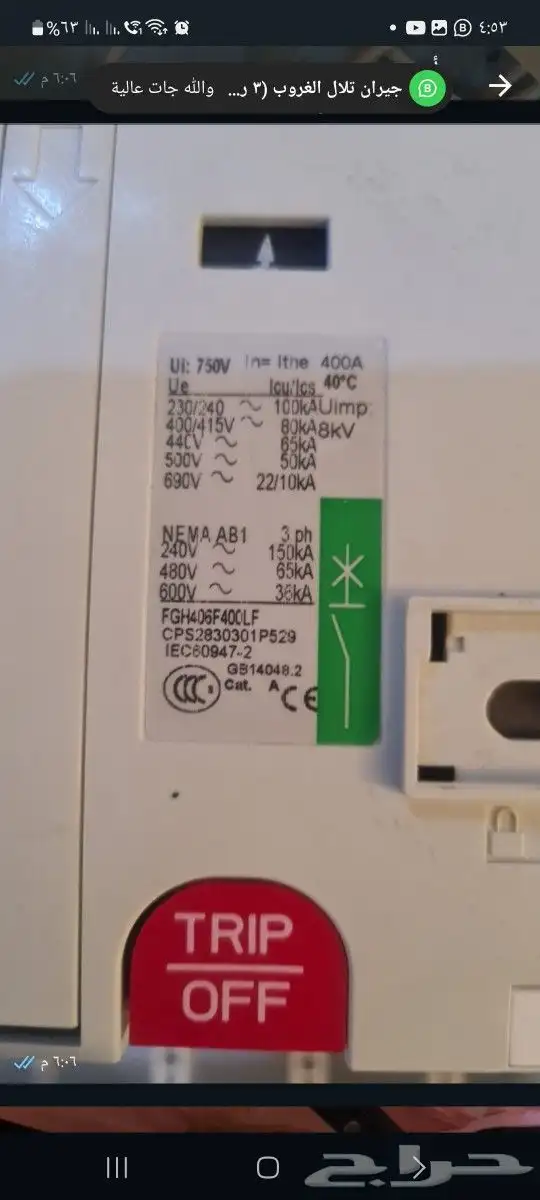 ٤:٥٣
٦٣%
٦:٠٦ م
جيران تلال الغروب (٣ ر... والله جات عالية
Ui: 750V In= Ithe 400A
Ue Icu/Ics 40°C
230/240 ~ 100kA Uimp:
400/415V ~ 80kA 8kV
440V ~ 65kA
500V ~ 50kA
690V ~ 22/10kA
NEMA AB1 3 ph
240V ~ 150kA
480V ~ 65kA
600V ~ 36kA
FGH406F400LF
CPS2830301P529
IEC60947-2
GB14048.2
CCC Cat. A CE
TRIP
OFF
٦:٠٦ م
حراج